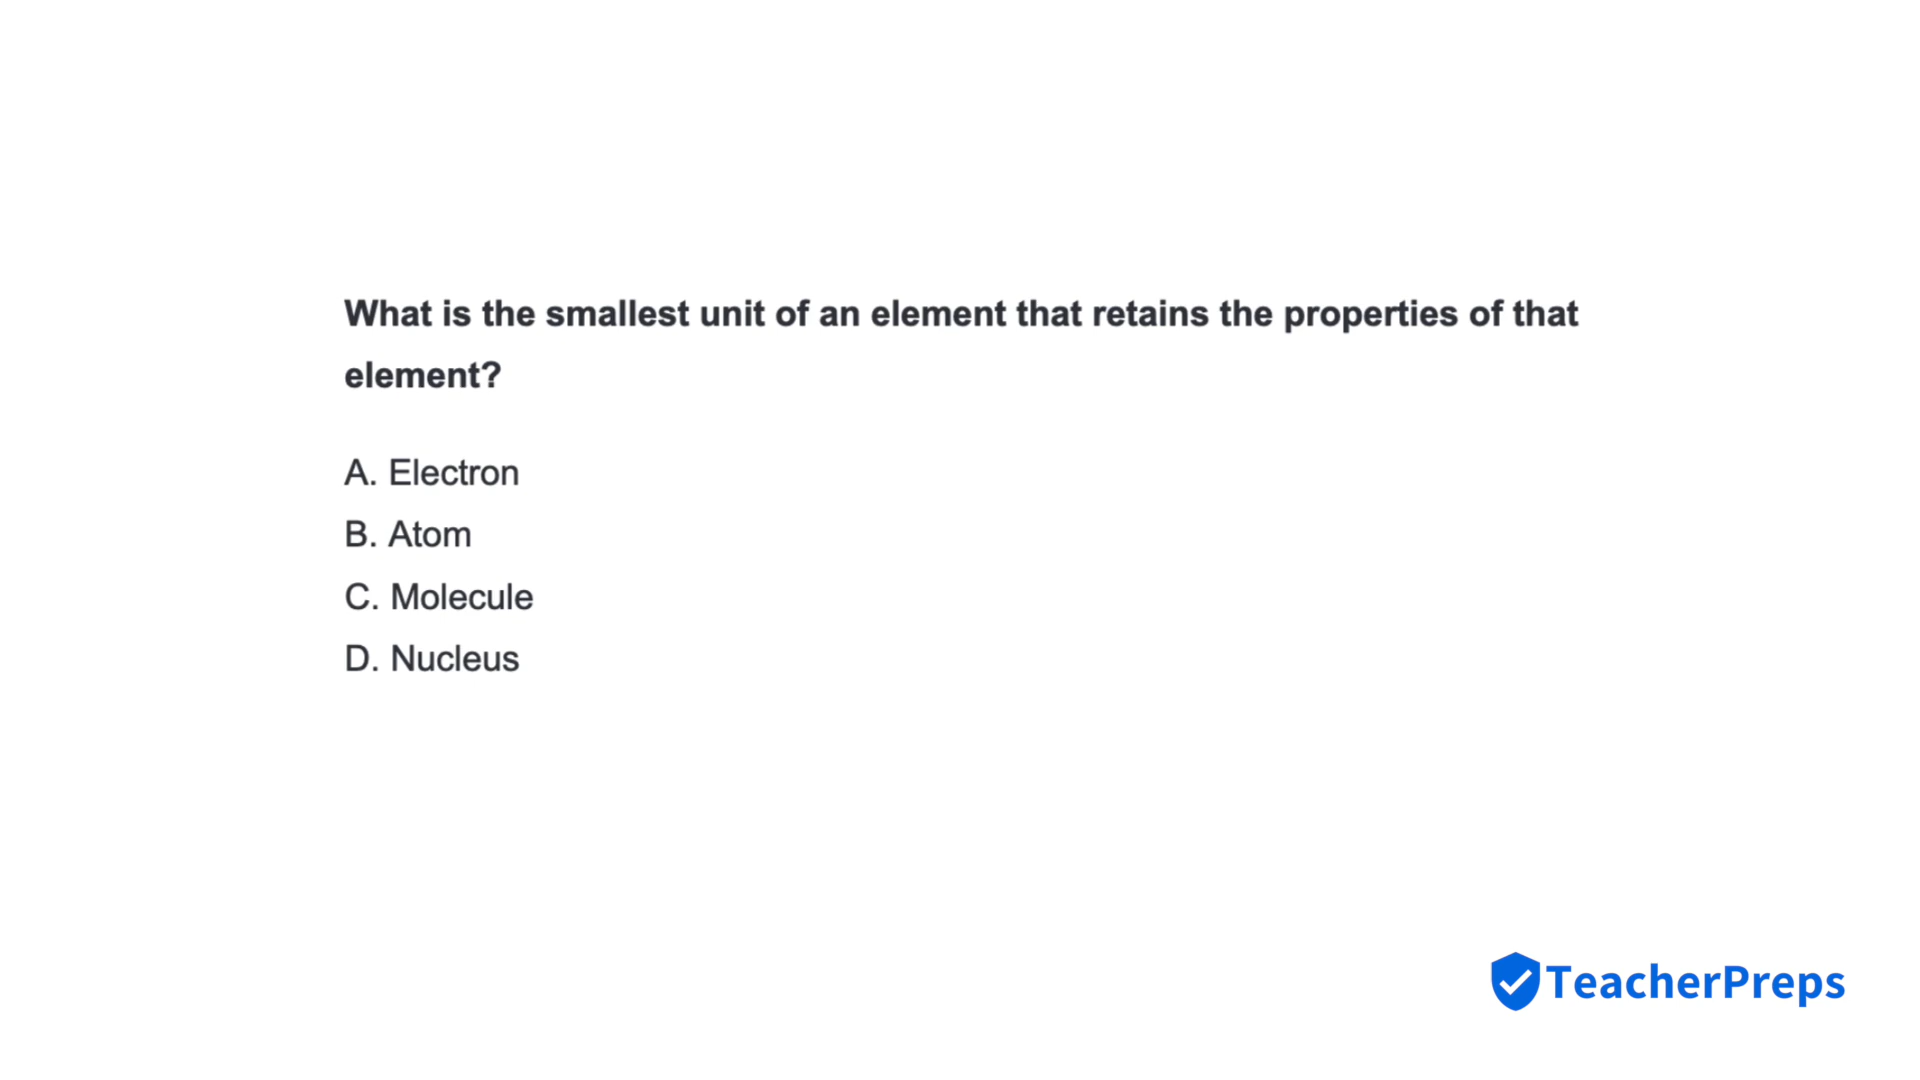 What is the smallest unit of an element that retains the properties of that
element?
A. Electron
B. Atom
C. Molecule
D. Nucleus
TeacherPreps